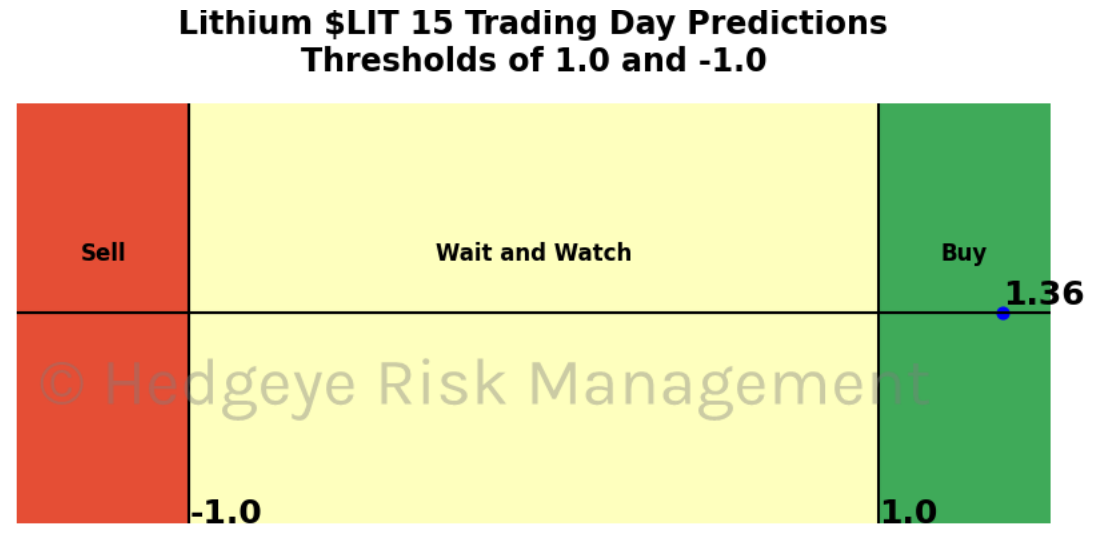 Lithium $LIT 15 Trading Day Predictions
Thresholds of 1.0 and -1.0
Sell
Wait and Watch
Buy
1.36
© Hedgeye Risk Management
-1.0
1.0